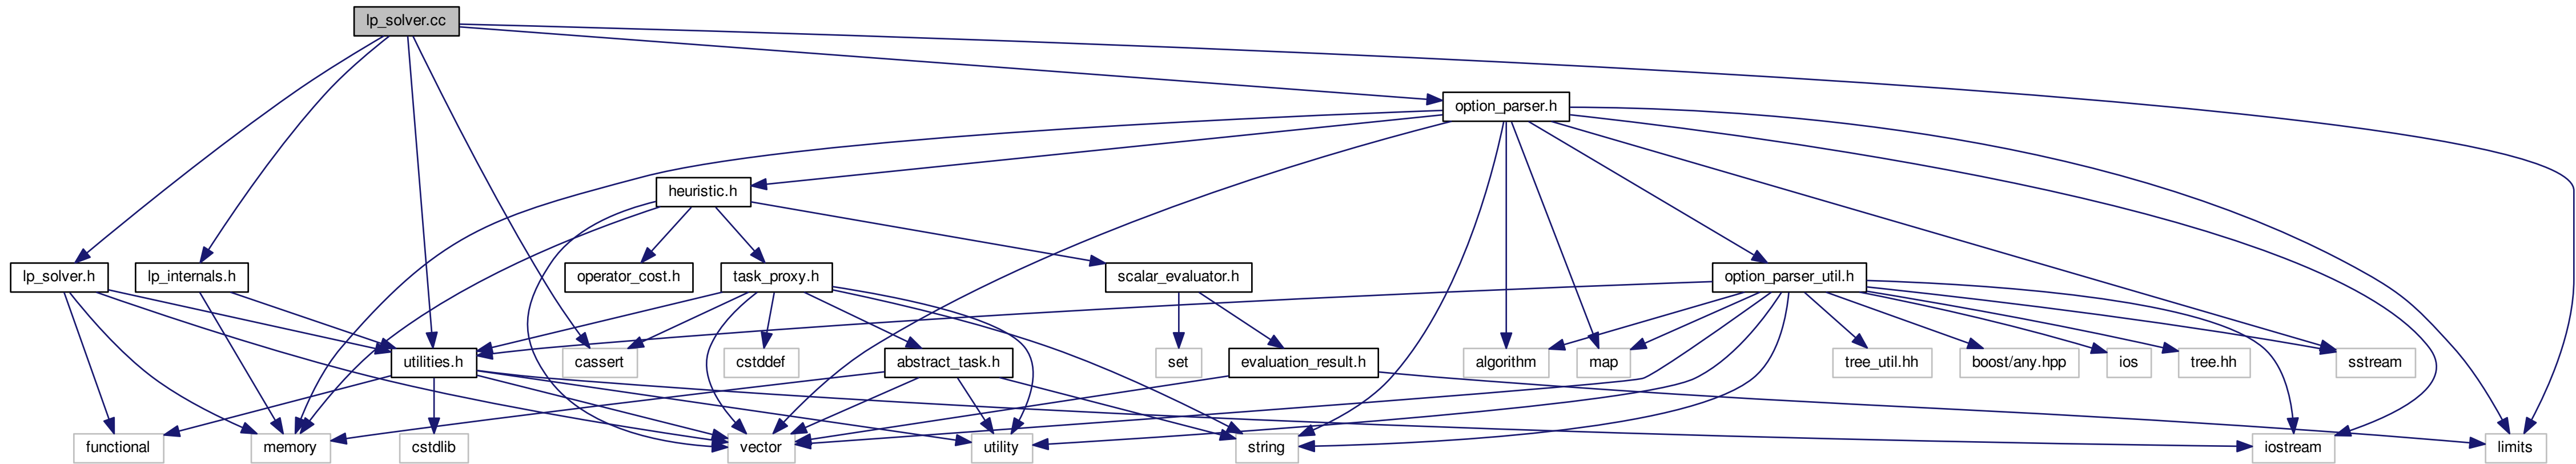 lp_solver.cc
option_parser.h
heuristic.h
lp_solver.h
lp_internals.h
operator_cost.h
task_proxy.h
scalar_evaluator.h
option_parser_util.h
utilities.h
cassert
cstddef
abstract_task.h
set
evaluation_result.h
algorithm
map
tree_util.hh
boost/any.hpp
ios
tree.hh
sstream
functional
memory
cstdlib
vector
utility
string
iostream
limits